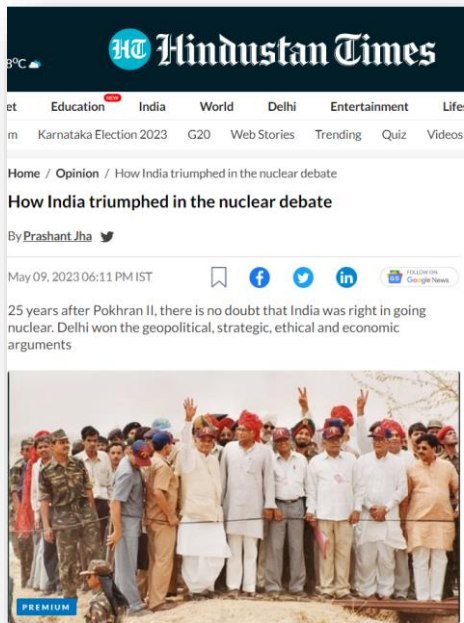 HT Hindustan Times
8°C
et Education NEW India World Delhi Entertainment Lifes
m Karnataka Election 2023 G20 Web Stories Trending Quiz Videos
Home / Opinion / How India triumphed in the nuclear debate
How India triumphed in the nuclear debate
By Prashant Jha
May 09, 2023 06:11 PM IST
FOLLOW ON
Google News
25 years after Pokhran II, there is no doubt that India was right in going
nuclear. Delhi won the geopolitical, strategic, ethical and economic
arguments
PREMIUM